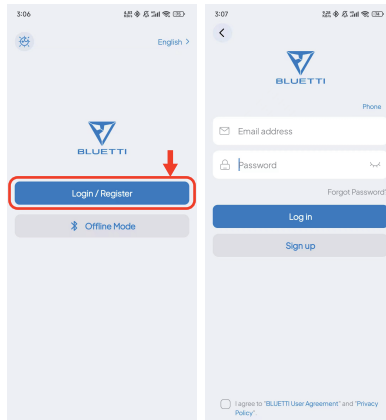 3:06
English >
BLUETTI
Login / Register
Offline Mode
3:07
BLUETTI
Phone
Email address
Password
Forgot Password?
Log in
Sign up
I agree to "BLUETTI User Agreement" and "Privacy
Policy".